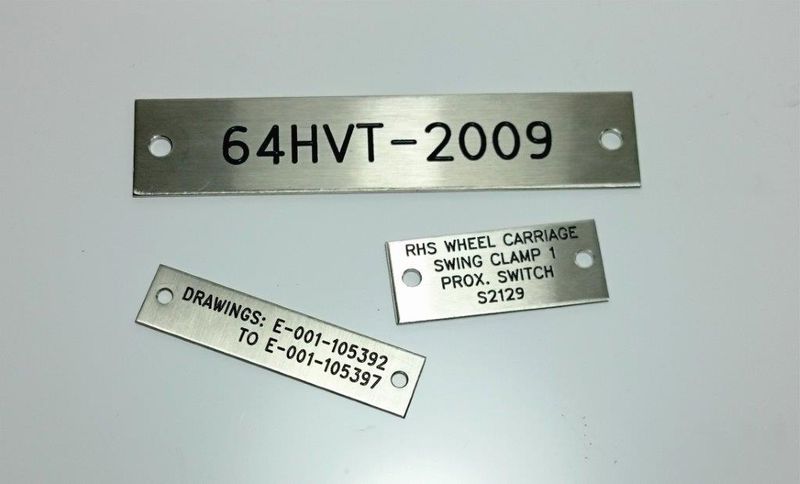 64HVT-2009
RHS WHEEL CARRIAGE
SWING CLAMP 1
PROX. SWITCH
S2129
DRAWINGS: E-001-105392
TO E-001-105397